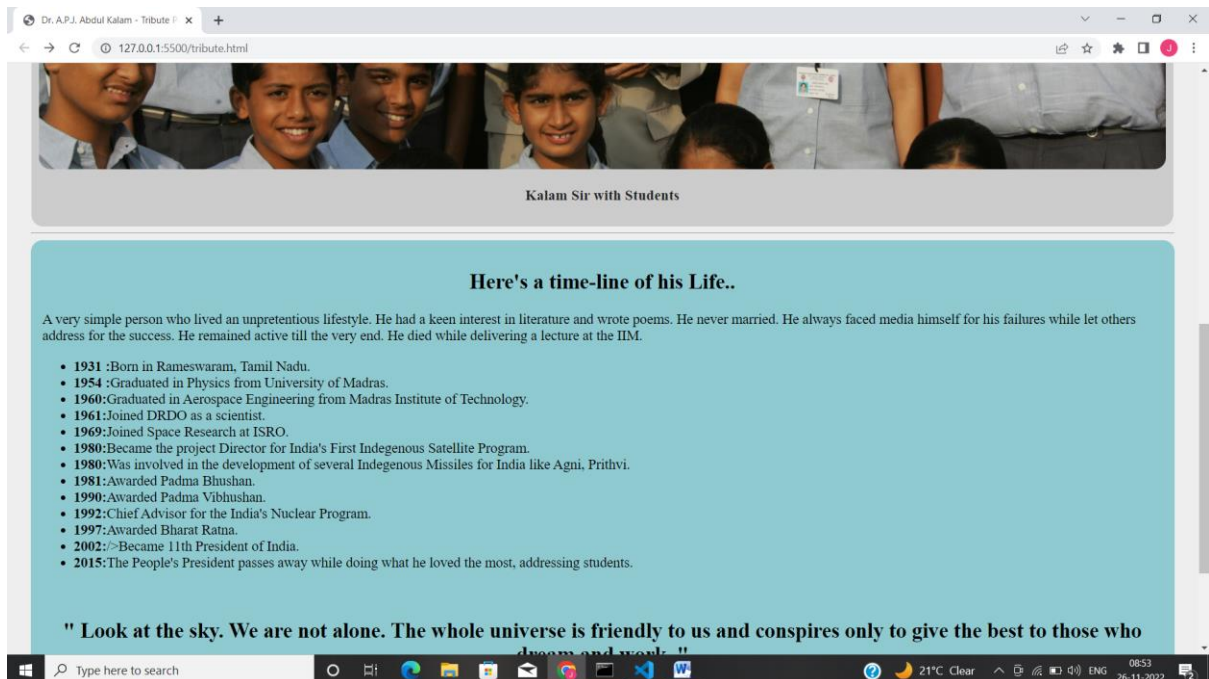 Dr. A.P.J. Abdul Kalam - Tribute P
127.0.0.1:5500/tribute.html
J
Kalam Sir with Students
Here's a time-line of his Life..
A very simple person who lived an unpretentious lifestyle. He had a keen interest in literature and wrote poems. He never married. He always faced media himself for his failures while let others
address for the success. He remained active till the very end. He died while delivering a lecture at the IIM.
• 1931 :Born in Rameswaram, Tamil Nadu.
• 1954 :Graduated in Physics from University of Madras.
• 1960:Graduated in Aerospace Engineering from Madras Institute of Technology.
• 1961:Joined DRDO as a scientist.
• 1969:Joined Space Research at ISRO.
• 1980:Became the project Director for India's First Indegenous Satellite Program.
• 1980:Was involved in the development of several Indegenous Missiles for India like Agni, Prithvi.
• 1981:Awarded Padma Bhushan.
• 1990:Awarded Padma Vibhushan.
• 1992:Chief Advisor for the India's Nuclear Program.
• 1997:Awarded Bharat Ratna.
• 2002:/>Became 11th President of India.
• 2015:The People's President passes away while doing what he loved the most, addressing students.
" Look at the sky. We are not alone. The whole universe is friendly to us and conspires only to give the best to those who
dream and work. "
Type here to search
21°C Clear
ENG
08:53
26-11-2022